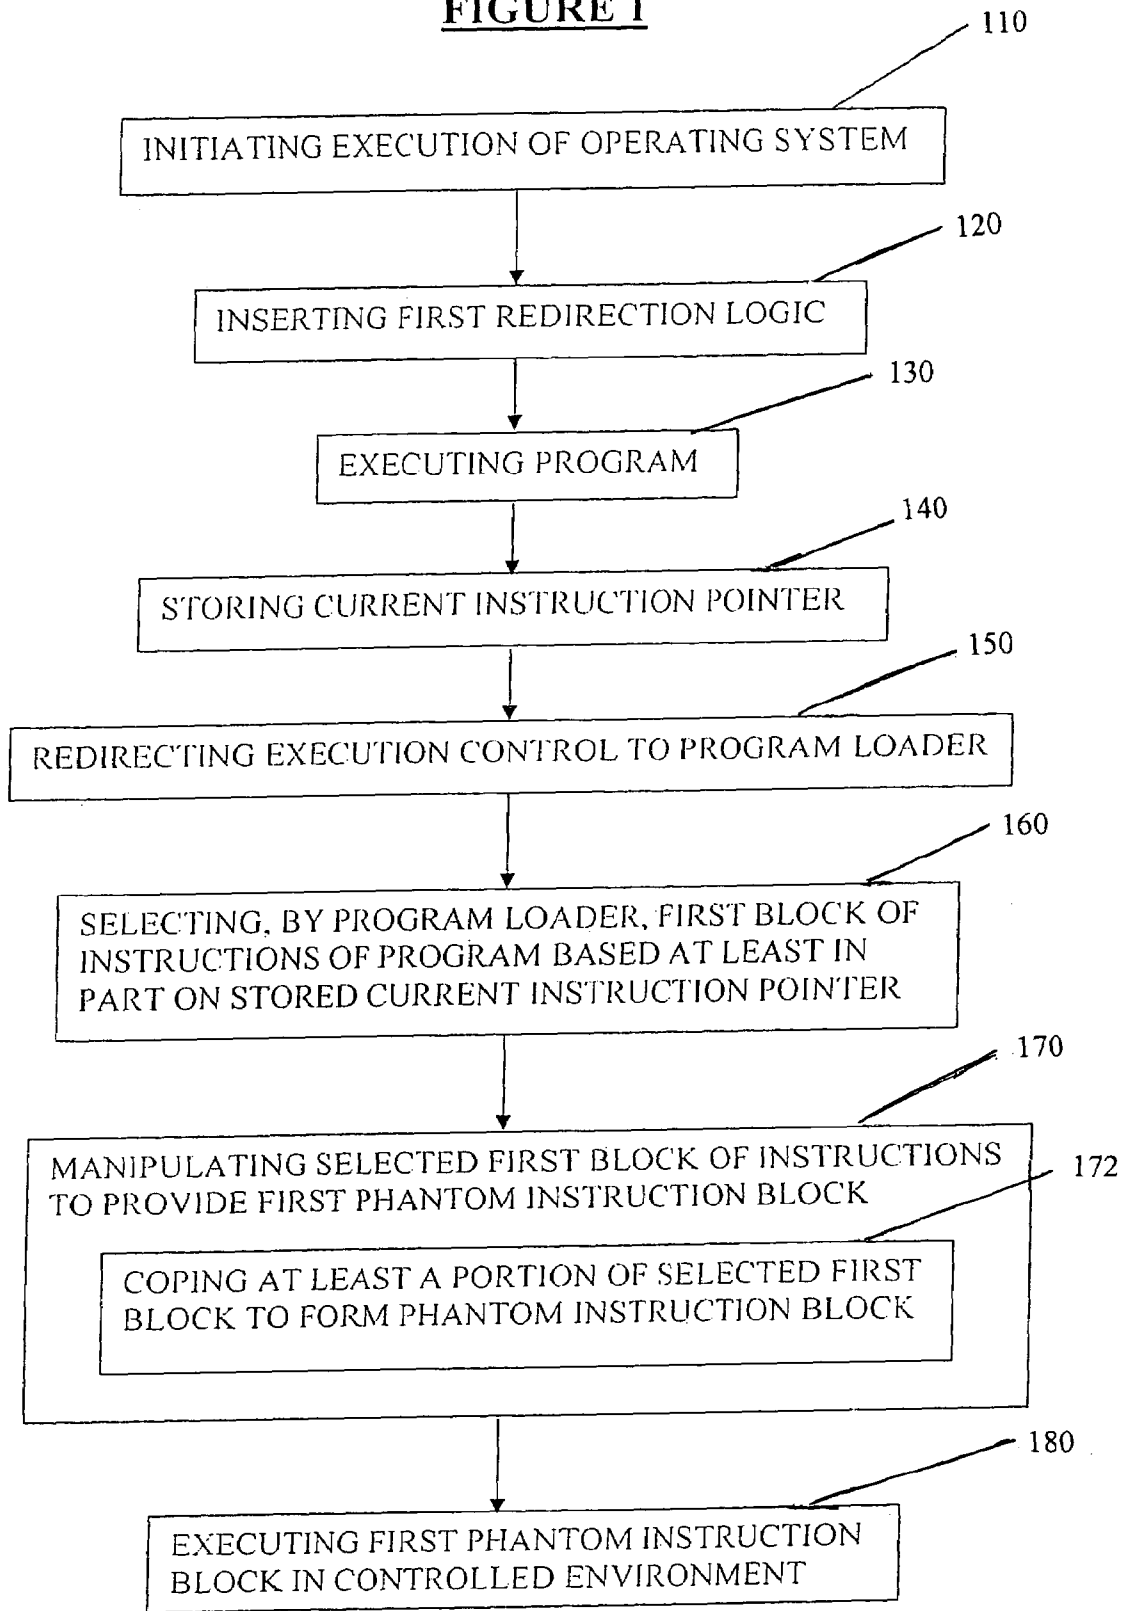 FIGURE 1
110
INITIATING EXECUTION OF OPERATING SYSTEM
120
INSERTING FIRST REDIRECTION LOGIC
130
EXECUTING PROGRAM
140
STORING CURRENT INSTRUCTION POINTER
150
REDIRECTING EXECUTION CONTROL TO PROGRAM LOADER
160
SELECTING, BY PROGRAM LOADER, FIRST BLOCK OF
INSTRUCTIONS OF PROGRAM BASED AT LEAST IN
PART ON STORED CURRENT INSTRUCTION POINTER
170
MANIPULATING SELECTED FIRST BLOCK OF INSTRUCTIONS
TO PROVIDE FIRST PHANTOM INSTRUCTION BLOCK
172
COPING AT LEAST A PORTION OF SELECTED FIRST
BLOCK TO FORM PHANTOM INSTRUCTION BLOCK
180
EXECUTING FIRST PHANTOM INSTRUCTION
BLOCK IN CONTROLLED ENVIRONMENT